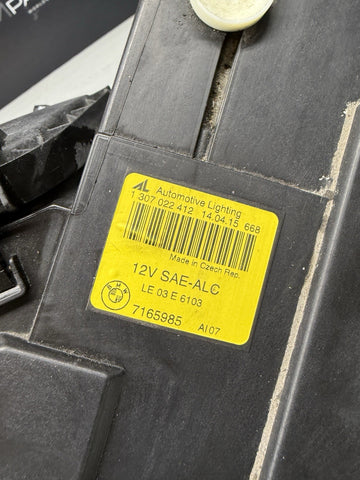 AL Automotive Lighting
1 307 022 412 14.04.15 668
Made in Czech Rep.
12V SAE-ALC
LE 03 E 6103
BMW
7165985 AI07